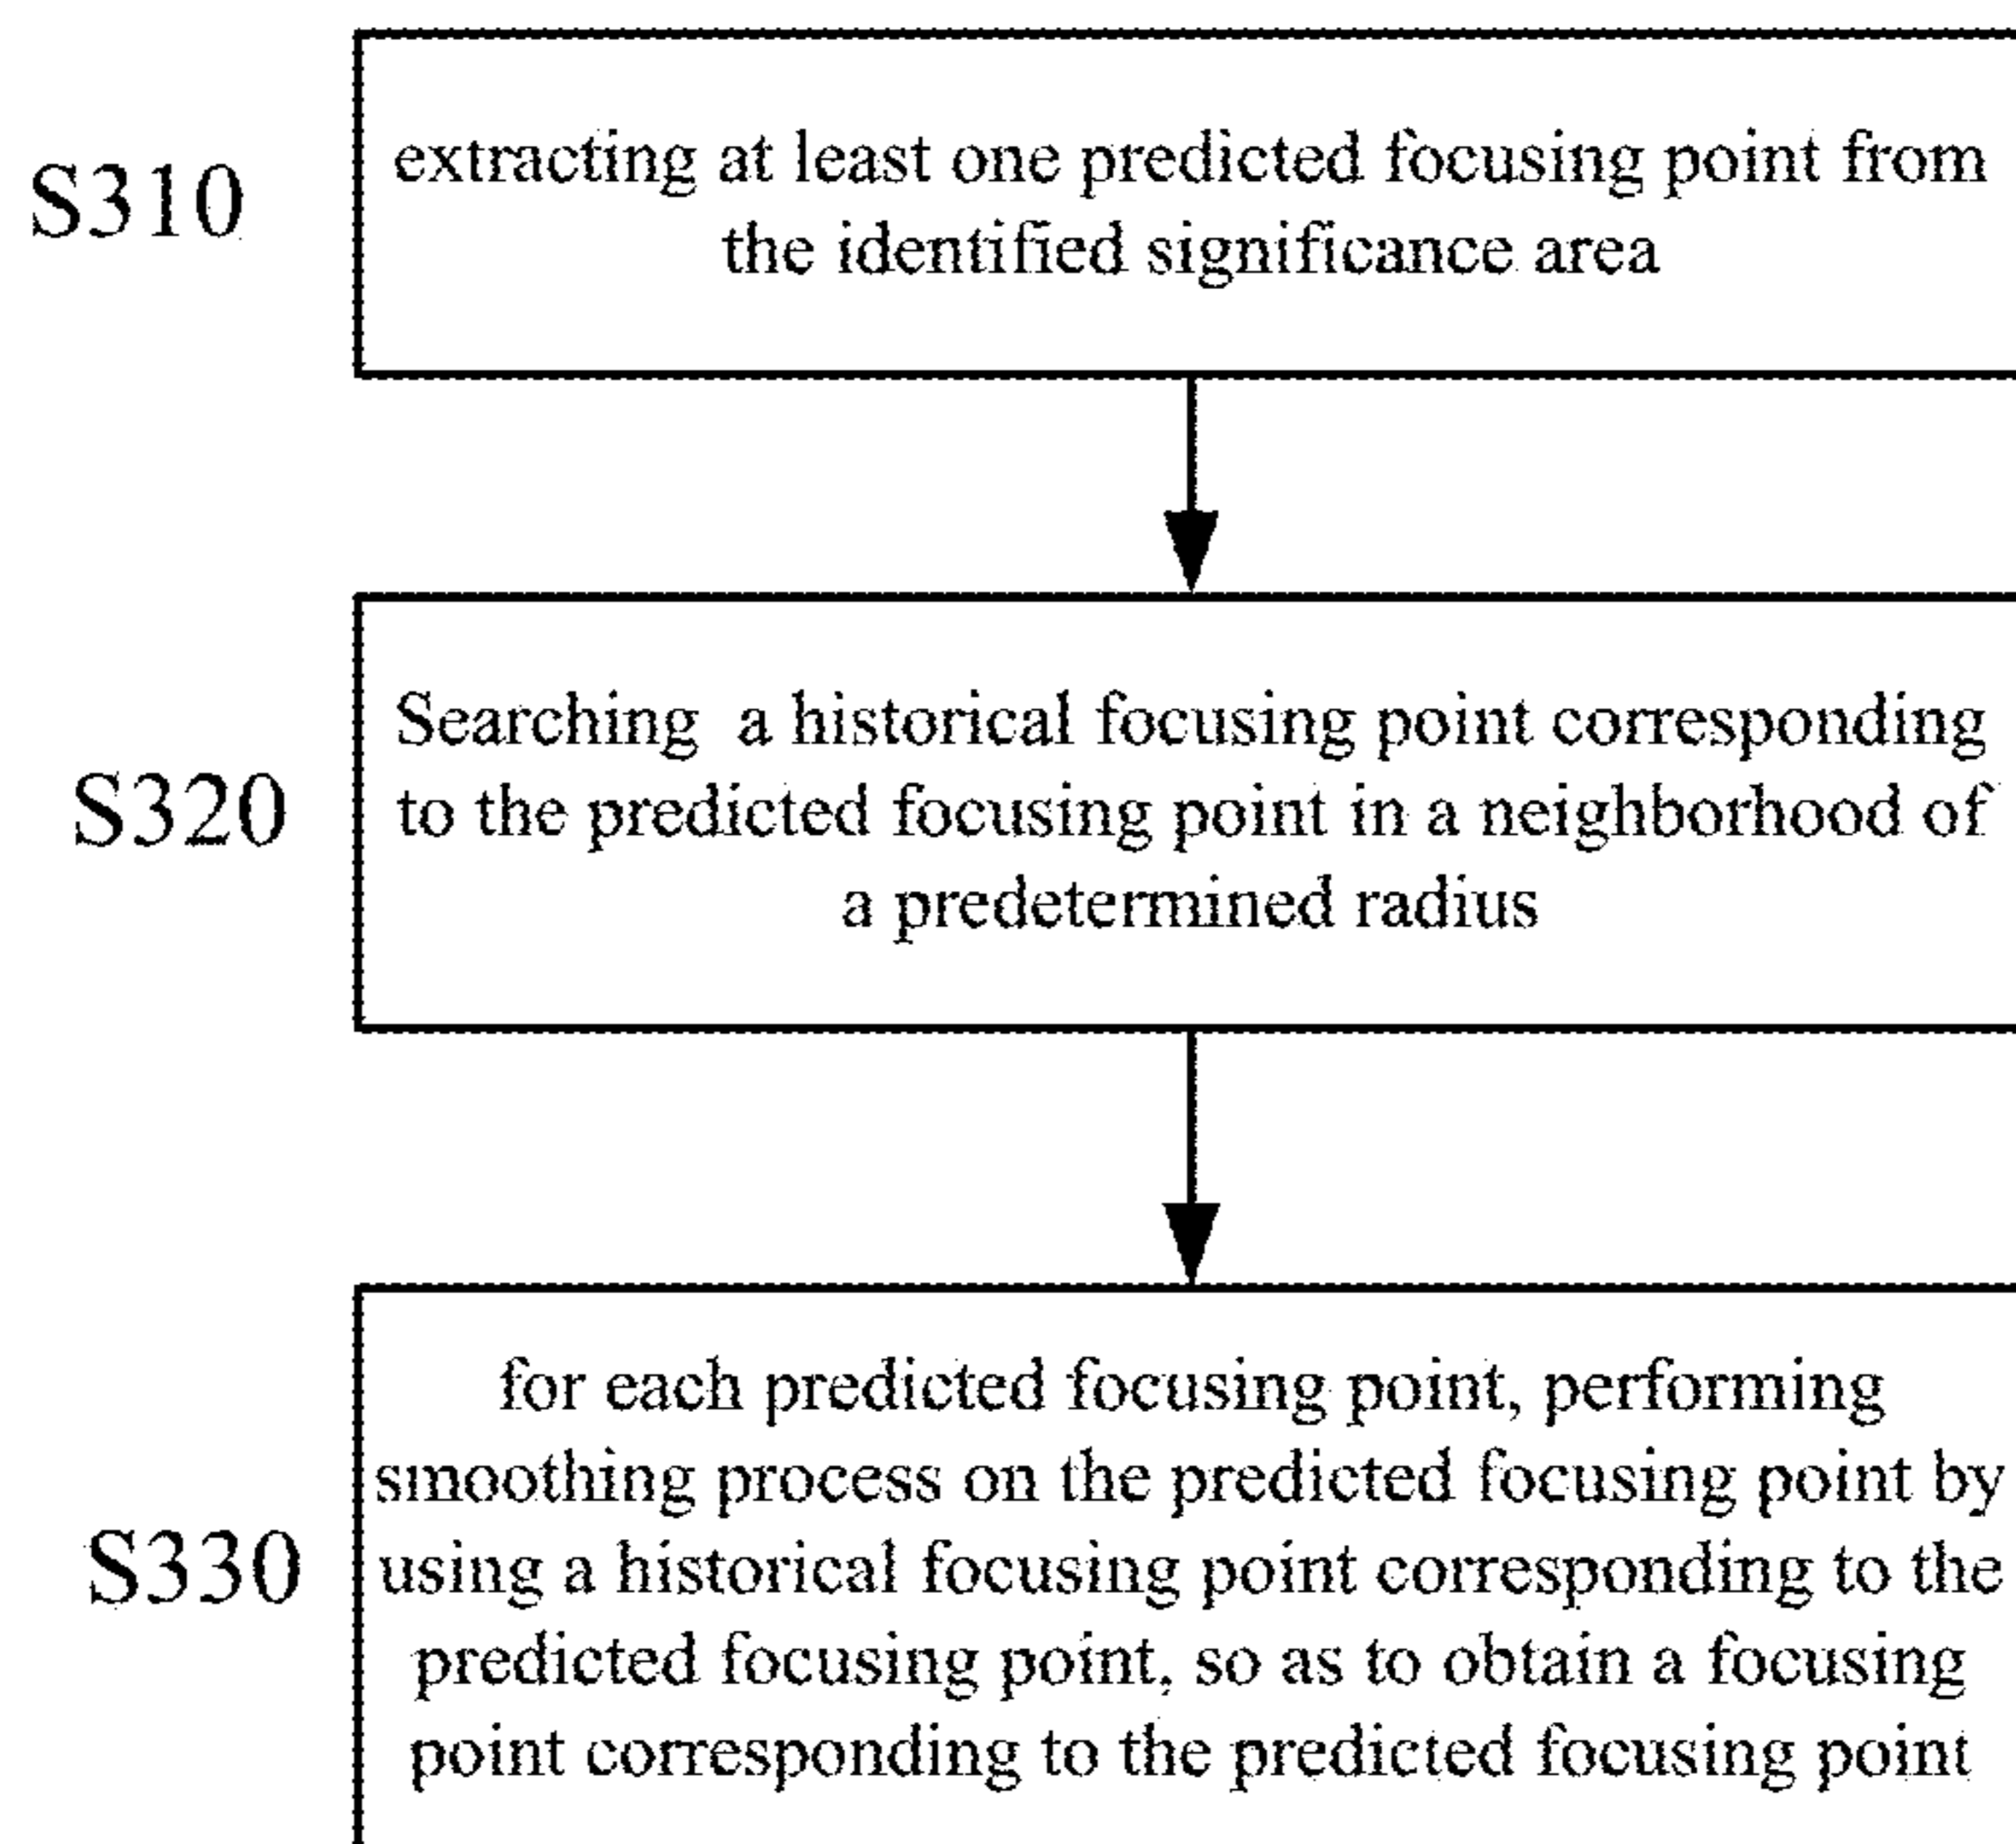 S310
extracting at least one predicted focusing point from
the identified significance area
S320
Searching a historical focusing point corresponding
to the predicted focusing point in a neighborhood of
a predetermined radius
S330
for each predicted focusing point, performing
smoothing process on the predicted focusing point by
using a historical focusing point corresponding to the
predicted focusing point, so as to obtain a focusing
point corresponding to the predicted focusing point